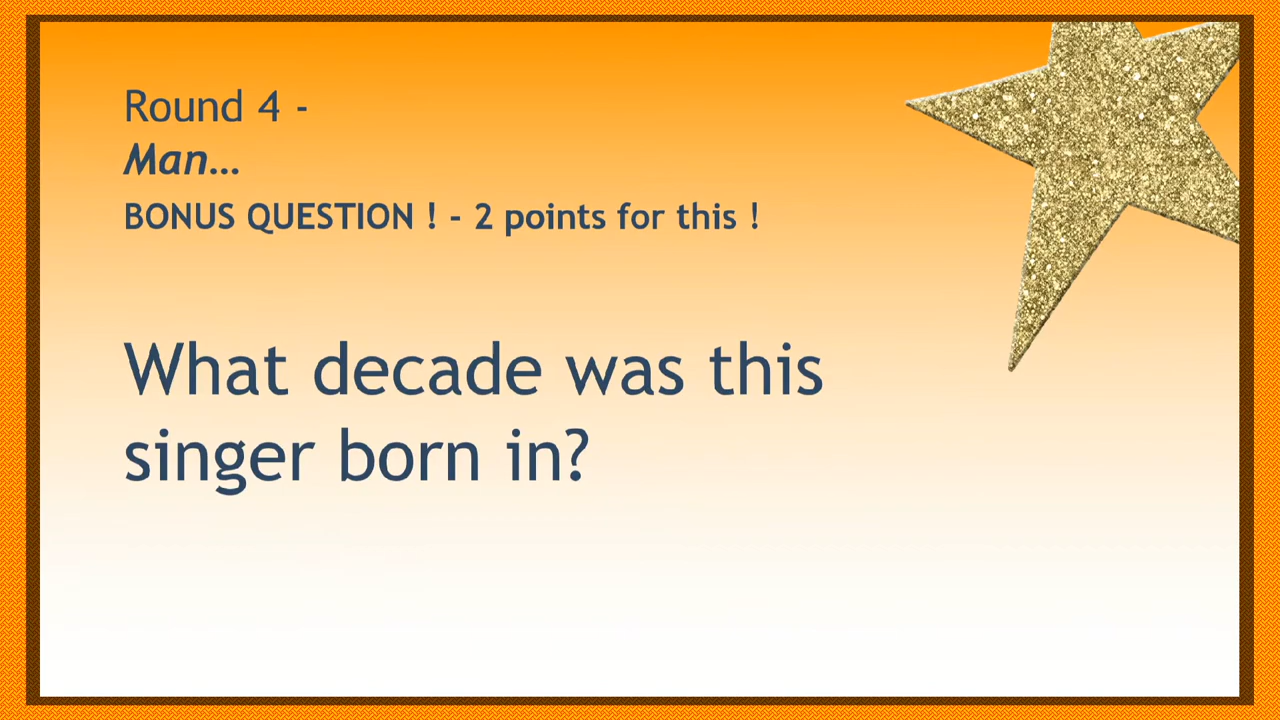 Round 4 -
Man...
BONUS QUESTION ! - 2 points for this !
What decade was this
singer born in?